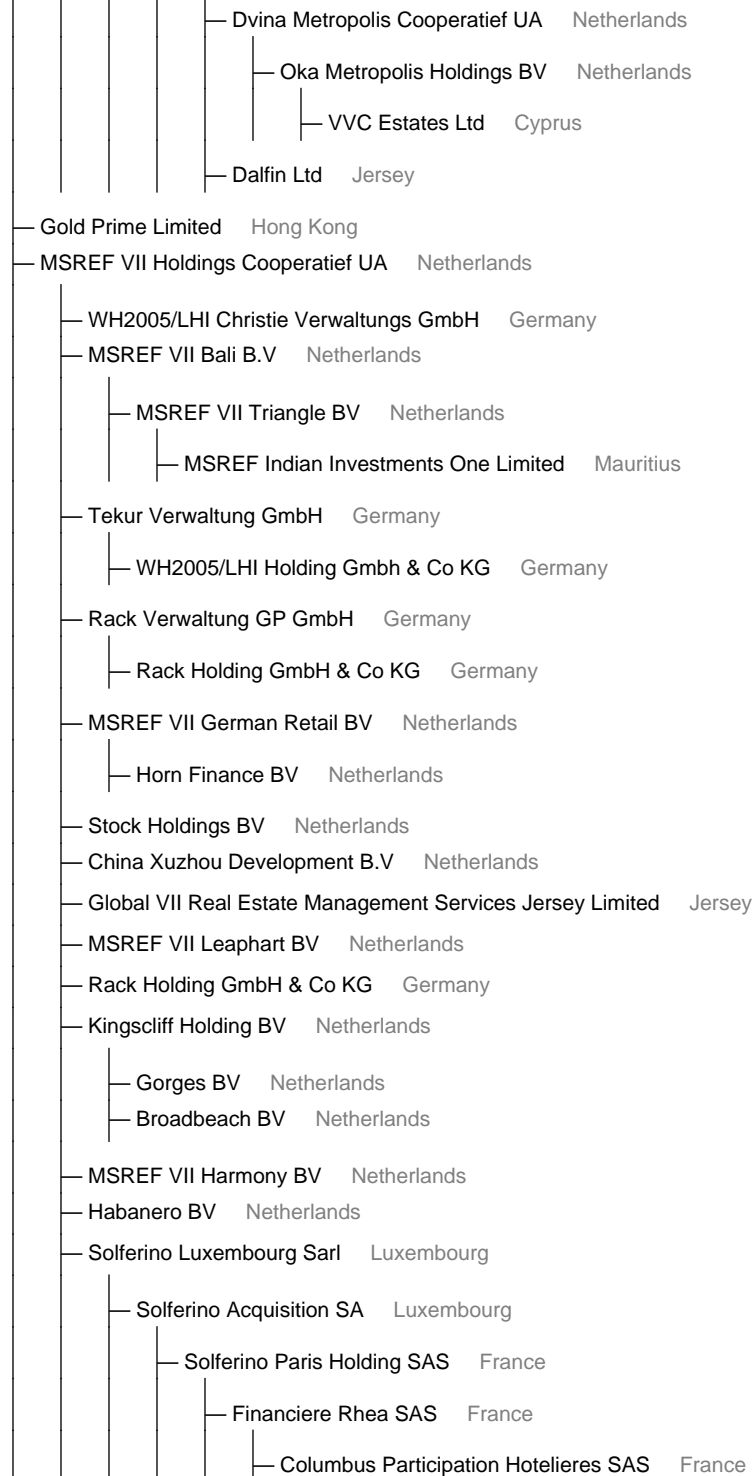 Dvina Metropolis Cooperatief UA Netherlands
Oka Metropolis Holdings BV Netherlands
VVC Estates Ltd Cyprus
Dalfin Ltd Jersey
Gold Prime Limited Hong Kong
MSREF VII Holdings Cooperatief UA Netherlands
WH2005/LHI Christie Verwaltungs GmbH Germany
MSREF VII Bali B.V Netherlands
MSREF VII Triangle BV Netherlands
MSREF Indian Investments One Limited Mauritius
Tekur Verwaltung GmbH Germany
WH2005/LHI Holding Gmbh & Co KG Germany
Rack Verwaltung GP GmbH Germany
Rack Holding GmbH & Co KG Germany
MSREF VII German Retail BV Netherlands
Horn Finance BV Netherlands
Stock Holdings BV Netherlands
China Xuzhou Development B.V Netherlands
Global VII Real Estate Management Services Jersey Limited Jersey
MSREF VII Leaphart BV Netherlands
Rack Holding GmbH & Co KG Germany
Kingscliff Holding BV Netherlands
Gorges BV Netherlands
Broadbeach BV Netherlands
MSREF VII Harmony BV Netherlands
Habanero BV Netherlands
Solferino Luxembourg Sarl Luxembourg
Solferino Acquisition SA Luxembourg
Solferino Paris Holding SAS France
Financiere Rhea SAS France
Columbus Participation Hotelieres SAS France